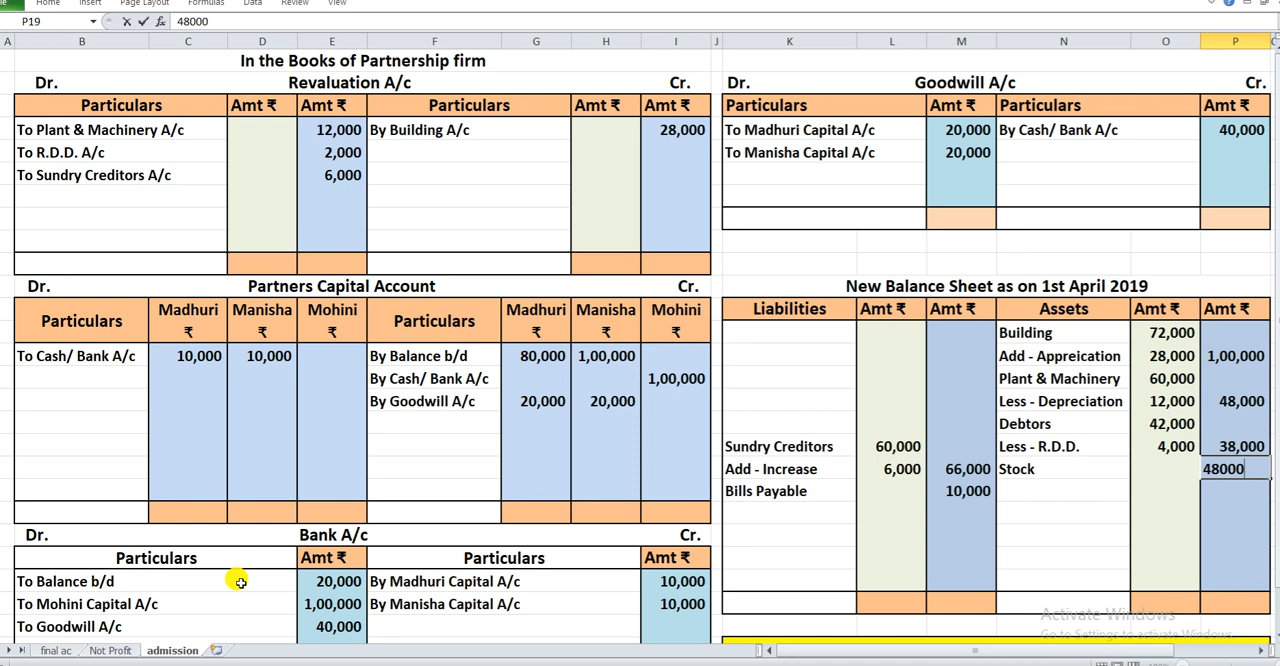 Home Insert Page Layout Formulas Data Review View
P19 fx 48000
A B C D E F G H I J K L M N O P
In the Books of Partnership firm
Dr. Revaluation A/c Cr.
Particulars Amt ₹ Amt ₹ Particulars Amt ₹ Amt ₹
To Plant & Machinery A/c 12,000 By Building A/c 28,000
To R.D.D. A/c 2,000
To Sundry Creditors A/c 6,000
Dr. Goodwill A/c Cr.
Particulars Amt ₹ Particulars Amt ₹
To Madhuri Capital A/c 20,000 By Cash/ Bank A/c 40,000
To Manisha Capital A/c 20,000
Dr. Partners Capital Account Cr.
Particulars Madhuri ₹ Manisha ₹ Mohini ₹ Particulars Madhuri ₹ Manisha ₹ Mohini ₹
To Cash/ Bank A/c 10,000 10,000 By Balance b/d 80,000 1,00,000
By Cash/ Bank A/c 1,00,000
By Goodwill A/c 20,000 20,000
New Balance Sheet as on 1st April 2019
Liabilities Amt ₹ Amt ₹ Assets Amt ₹ Amt ₹
Building 72,000
Add - Appreication 28,000 1,00,000
Plant & Machinery 60,000
Less - Depreciation 12,000 48,000
Debtors 42,000
Sundry Creditors 60,000 Less - R.D.D. 4,000 38,000
Add - Increase 6,000 66,000 Stock 48000
Bills Payable 10,000
Dr. Bank A/c Cr.
Particulars Amt ₹ Particulars Amt ₹
To Balance b/d 20,000 By Madhuri Capital A/c 10,000
To Mohini Capital A/c 1,00,000 By Manisha Capital A/c 10,000
To Goodwill A/c 40,000
Activate Windows
Go to Settings to activate Windows.
final ac Not Profit admission